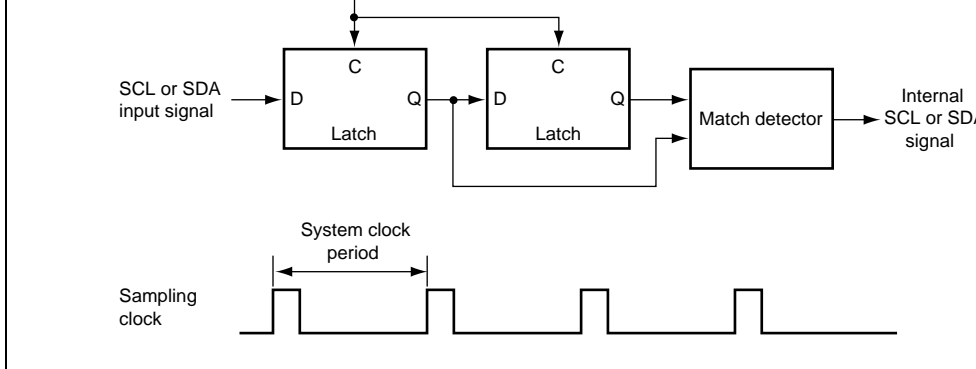 C
C
SCL or SDA
input signal
D
Q
D
Q
Latch
Latch
Match detector
Internal
SCL or SDA
signal
System clock
period
Sampling
clock